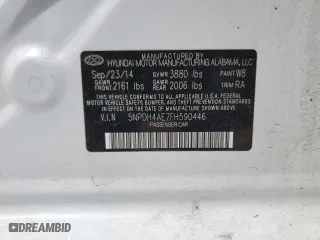 MANUFACTURED BY
HYUNDAI MOTOR MANUFACTURING ALABAMA, LLC
Sep/23/14 GVWR 3880 lbs PAINT W8
GAWR FRONT 2161 lbs GAWR REAR 2006 lbs TRIM RA
THIS VEHICLE CONFORMS TO ALL APPLICABLE
FEDERAL MOTOR VEHICLE SAFETY, BUMPER, AND
THEFT PREVENTION STANDARDS IN EFFECT ON
THE DATE OF MANUFACTURE SHOWN ABOVE.
V.I.N 5NPDH4AE7FH590446
PASSENGER CAR